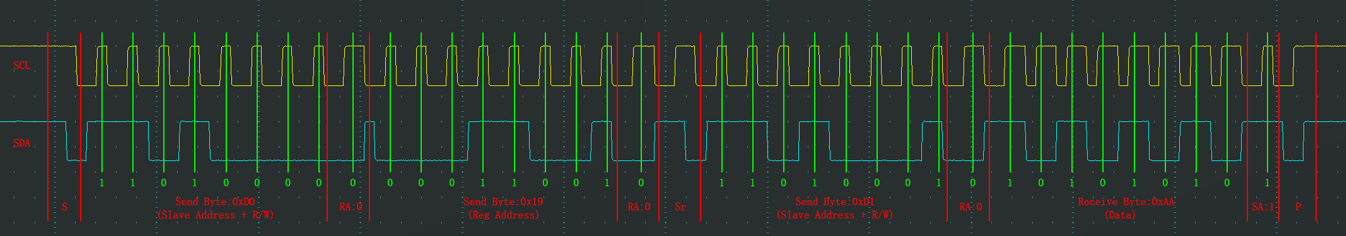 SCL
SDA
1 1 0 1 0 0 0 0 0 0 0 0 1 1 0 0 1 0 1 1 0 1 0 0 0 1 0 1 0 1 0 1 0 1 0 1
S Send Byte:0xD0 RA:0 Send Byte:0x19 RA:0 Sr Send Byte:0xD1 RA:0 Receive Byte:0xAA SA:1 P
(Slave Address + R/W) (Reg Address) (Slave Address + R/W) (Data)